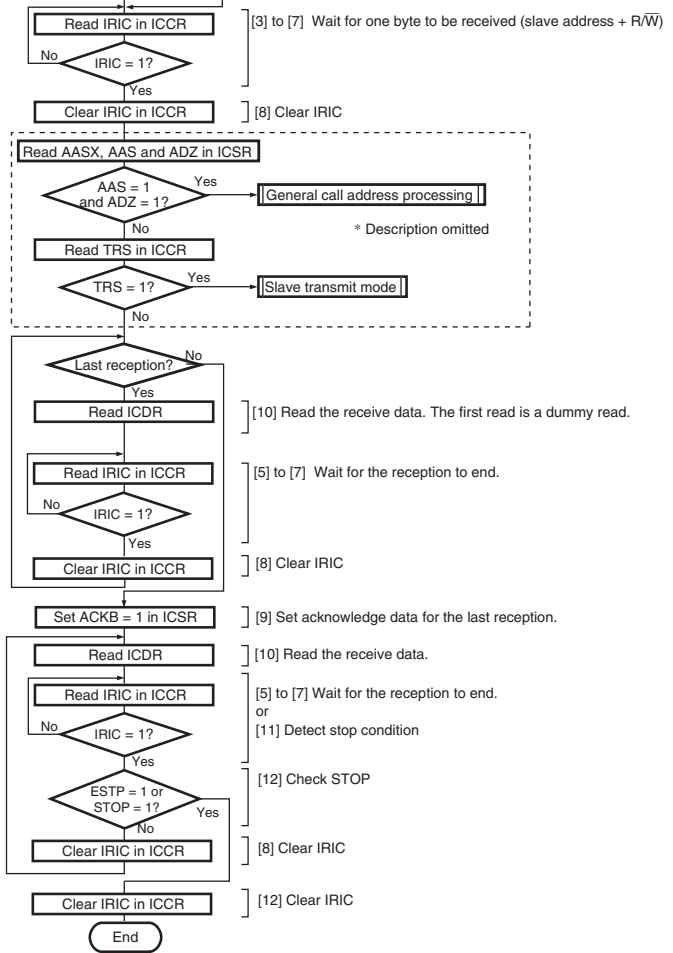 Read IRIC in ICCR
[3] to [7] Wait for one byte to be received (slave address + R/W̅)
No
IRIC = 1?
Yes
Clear IRIC in ICCR
[8] Clear IRIC
Read AASX, AAS and ADZ in ICSR
AAS = 1
and ADZ = 1?
Yes
General call address processing
No
* Description omitted
Read TRS in ICCR
TRS = 1?
Yes
Slave transmit mode
No
Last reception?
No
Yes
Read ICDR
[10] Read the receive data. The first read is a dummy read.
Read IRIC in ICCR
[5] to [7] Wait for the reception to end.
No
IRIC = 1?
Yes
Clear IRIC in ICCR
[8] Clear IRIC
Set ACKB = 1 in ICSR
[9] Set acknowledge data for the last reception.
Read ICDR
[10] Read the receive data.
Read IRIC in ICCR
[5] to [7] Wait for the reception to end.
or
[11] Detect stop condition
No
IRIC = 1?
Yes
ESTP = 1 or
STOP = 1?
[12] Check STOP
Yes
No
Clear IRIC in ICCR
[8] Clear IRIC
Clear IRIC in ICCR
[12] Clear IRIC
End